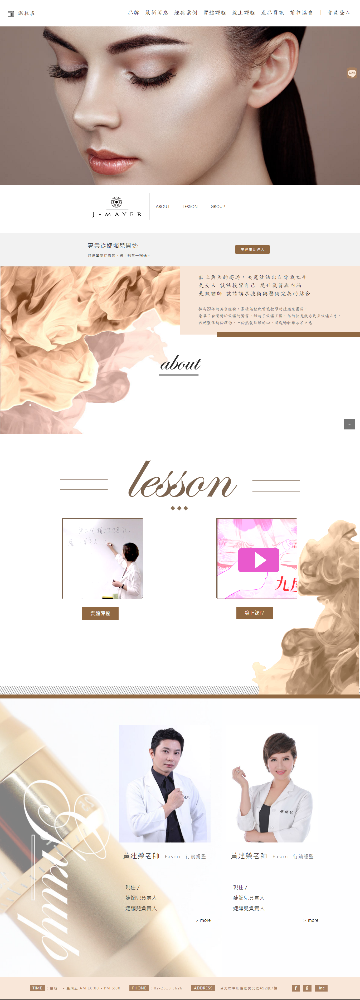 課程表
品牌 最新消息 經典案例 實體課程 線上課程 產品資訊 前往協會 | 會員登入
LINE
J-MAYER
ABOUT LESSON GROUP
專業從婕媚兒開始
紋繡基底從影音，線上影音一點通。
美麗由此進入
獻上與美的邂逅，美麗就該出自你我之手
是女人 就該投資自己 提升氣質與內涵
是紋繡師 就該講求技術與藝術完美的結合
擁有23年的美容經驗，累積無數次實戰教學的婕媚兒團隊，
看準了台灣對於紋繡的資質，締造了紋繡王國，為的就是栽培更多紋繡人才。
我們堅信這份理念，一份熱愛紋繡的心，將透過教學永不止息~
about
lesson
第二代植物性色乳
九
實體課程
線上課程
Group
婕媚兒
黃建榮老師 Fason 行銷總監
現任 /
婕媚兒負責人
婕媚兒負責人
> more
黃建榮老師 Fason 行銷總監
現任 /
婕媚兒負責人
婕媚兒負責人
> more
TIME : 星期一 - 星期五 AM 10:00 - PM 6:00 PHONE : 02-2518 3626 ADDRESS : 台北市中山區復興北路492號7樓 line